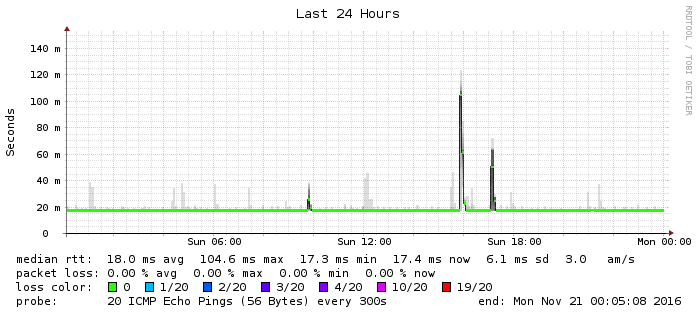 Last 24 Hours
RRDTOOL / TOBI OETIKER
Seconds
140 m
120 m
100 m
80 m
60 m
40 m
20 m
0
Sun 06:00 Sun 12:00 Sun 18:00 Mon 00:00
median rtt: 18.0 ms avg 104.6 ms max 17.3 ms min 17.4 ms now 6.1 ms sd 3.0 am/s
packet loss: 0.00 % avg 0.00 % max 0.00 % min 0.00 % now
loss color: 0 1/20 2/20 3/20 4/20 10/20 19/20
probe: 20 ICMP Echo Pings (56 Bytes) every 300s end: Mon Nov 21 00:05:08 2016